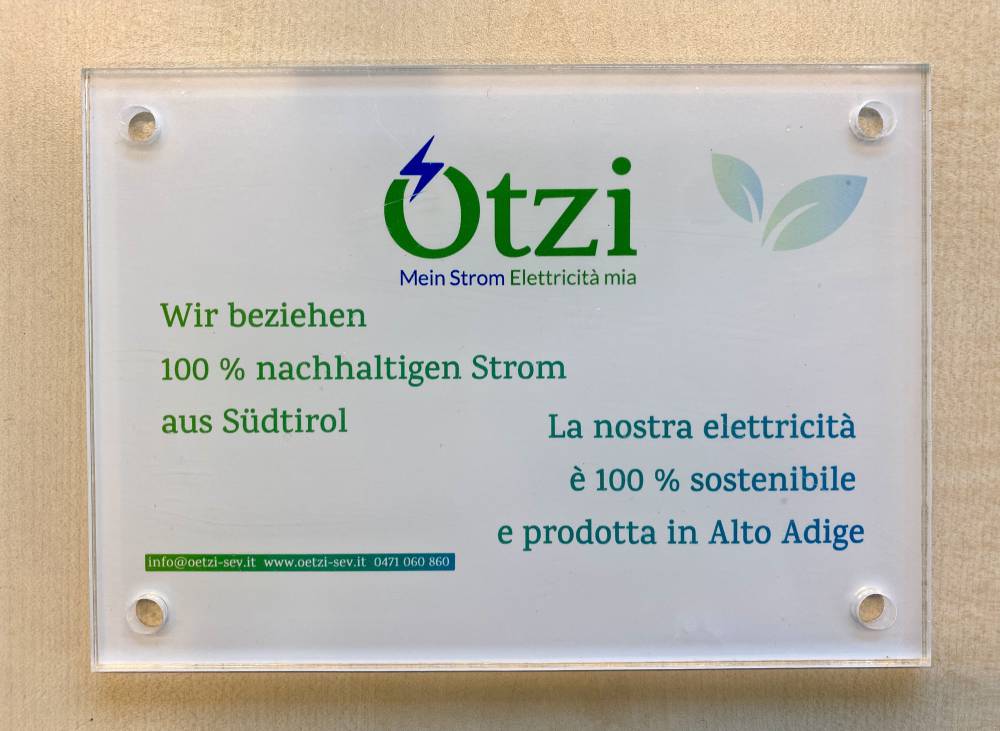 Ötzi
Mein Strom Elettricità mia
Wir beziehen
100 % nachhaltigen Strom
aus Südtirol
La nostra elettricità
è 100 % sostenibile
e prodotta in Alto Adige
info@oetzi-sev.it www.oetzi-sev.it 0471 060 860